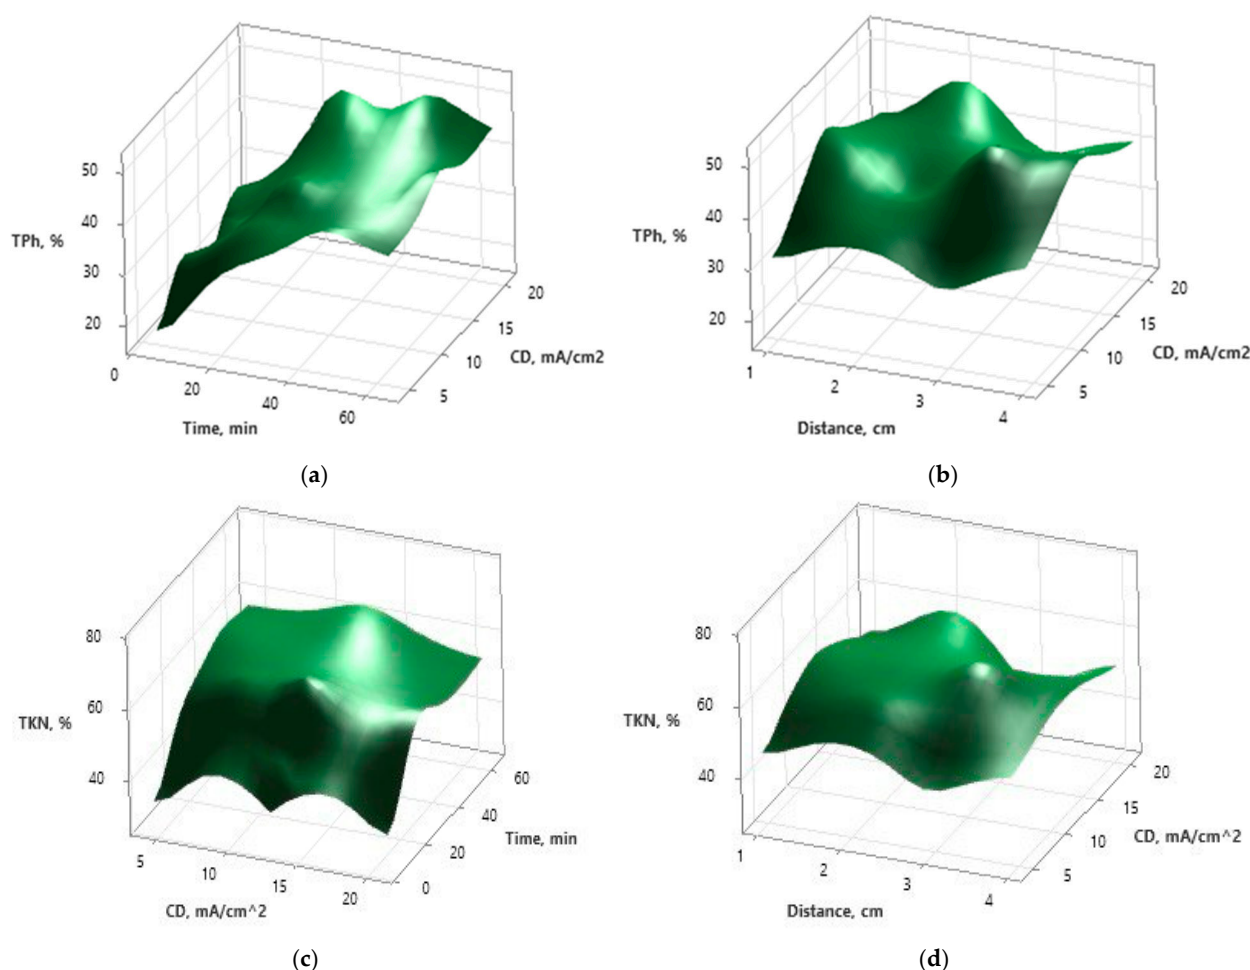 50
40
TPh, %
30
20
0
20
40
60
Time, min
5
10
15
20
CD, mA/cm2
(a)
50
40
TPh, %
30
20
1
2
3
4
Distance, cm
5
10
15
20
CD, mA/cm2
(b)
80
60
TKN, %
40
5
10
15
20
CD, mA/cm^2
0
20
40
60
Time, min
(c)
80
60
TKN, %
40
1
2
3
4
Distance, cm
5
10
15
20
CD, mA/cm^2
(d)